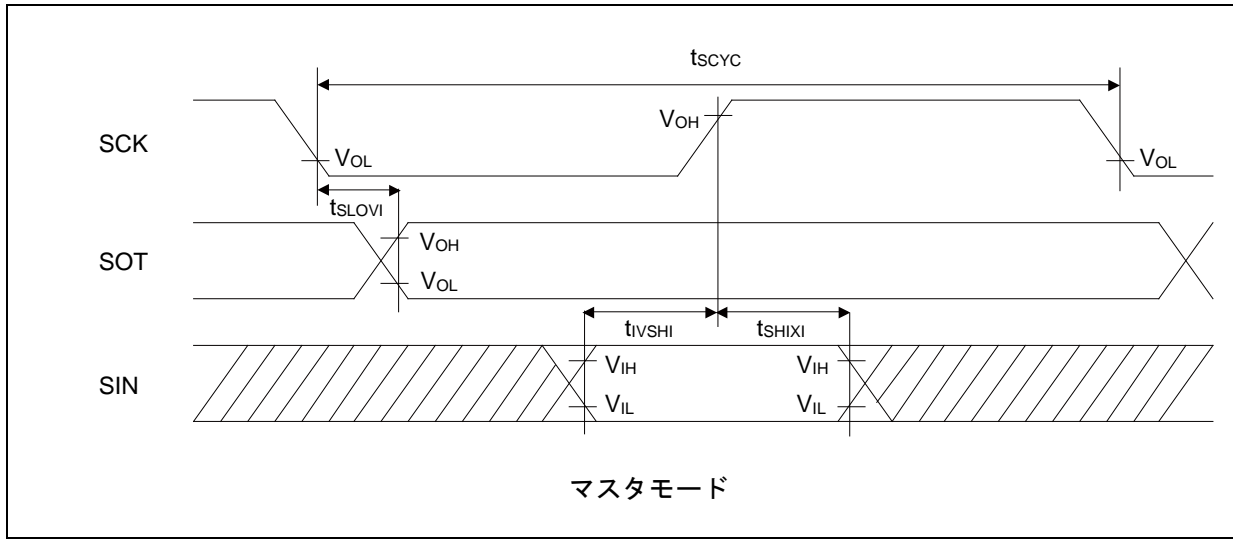 tSCYC
SCK
VOH
VOL
VOL
tSLOVI
SOT
VOH
VOL
tIVSHI
tSHIXI
SIN
VIH
VIH
VIL
VIL
マスタモード